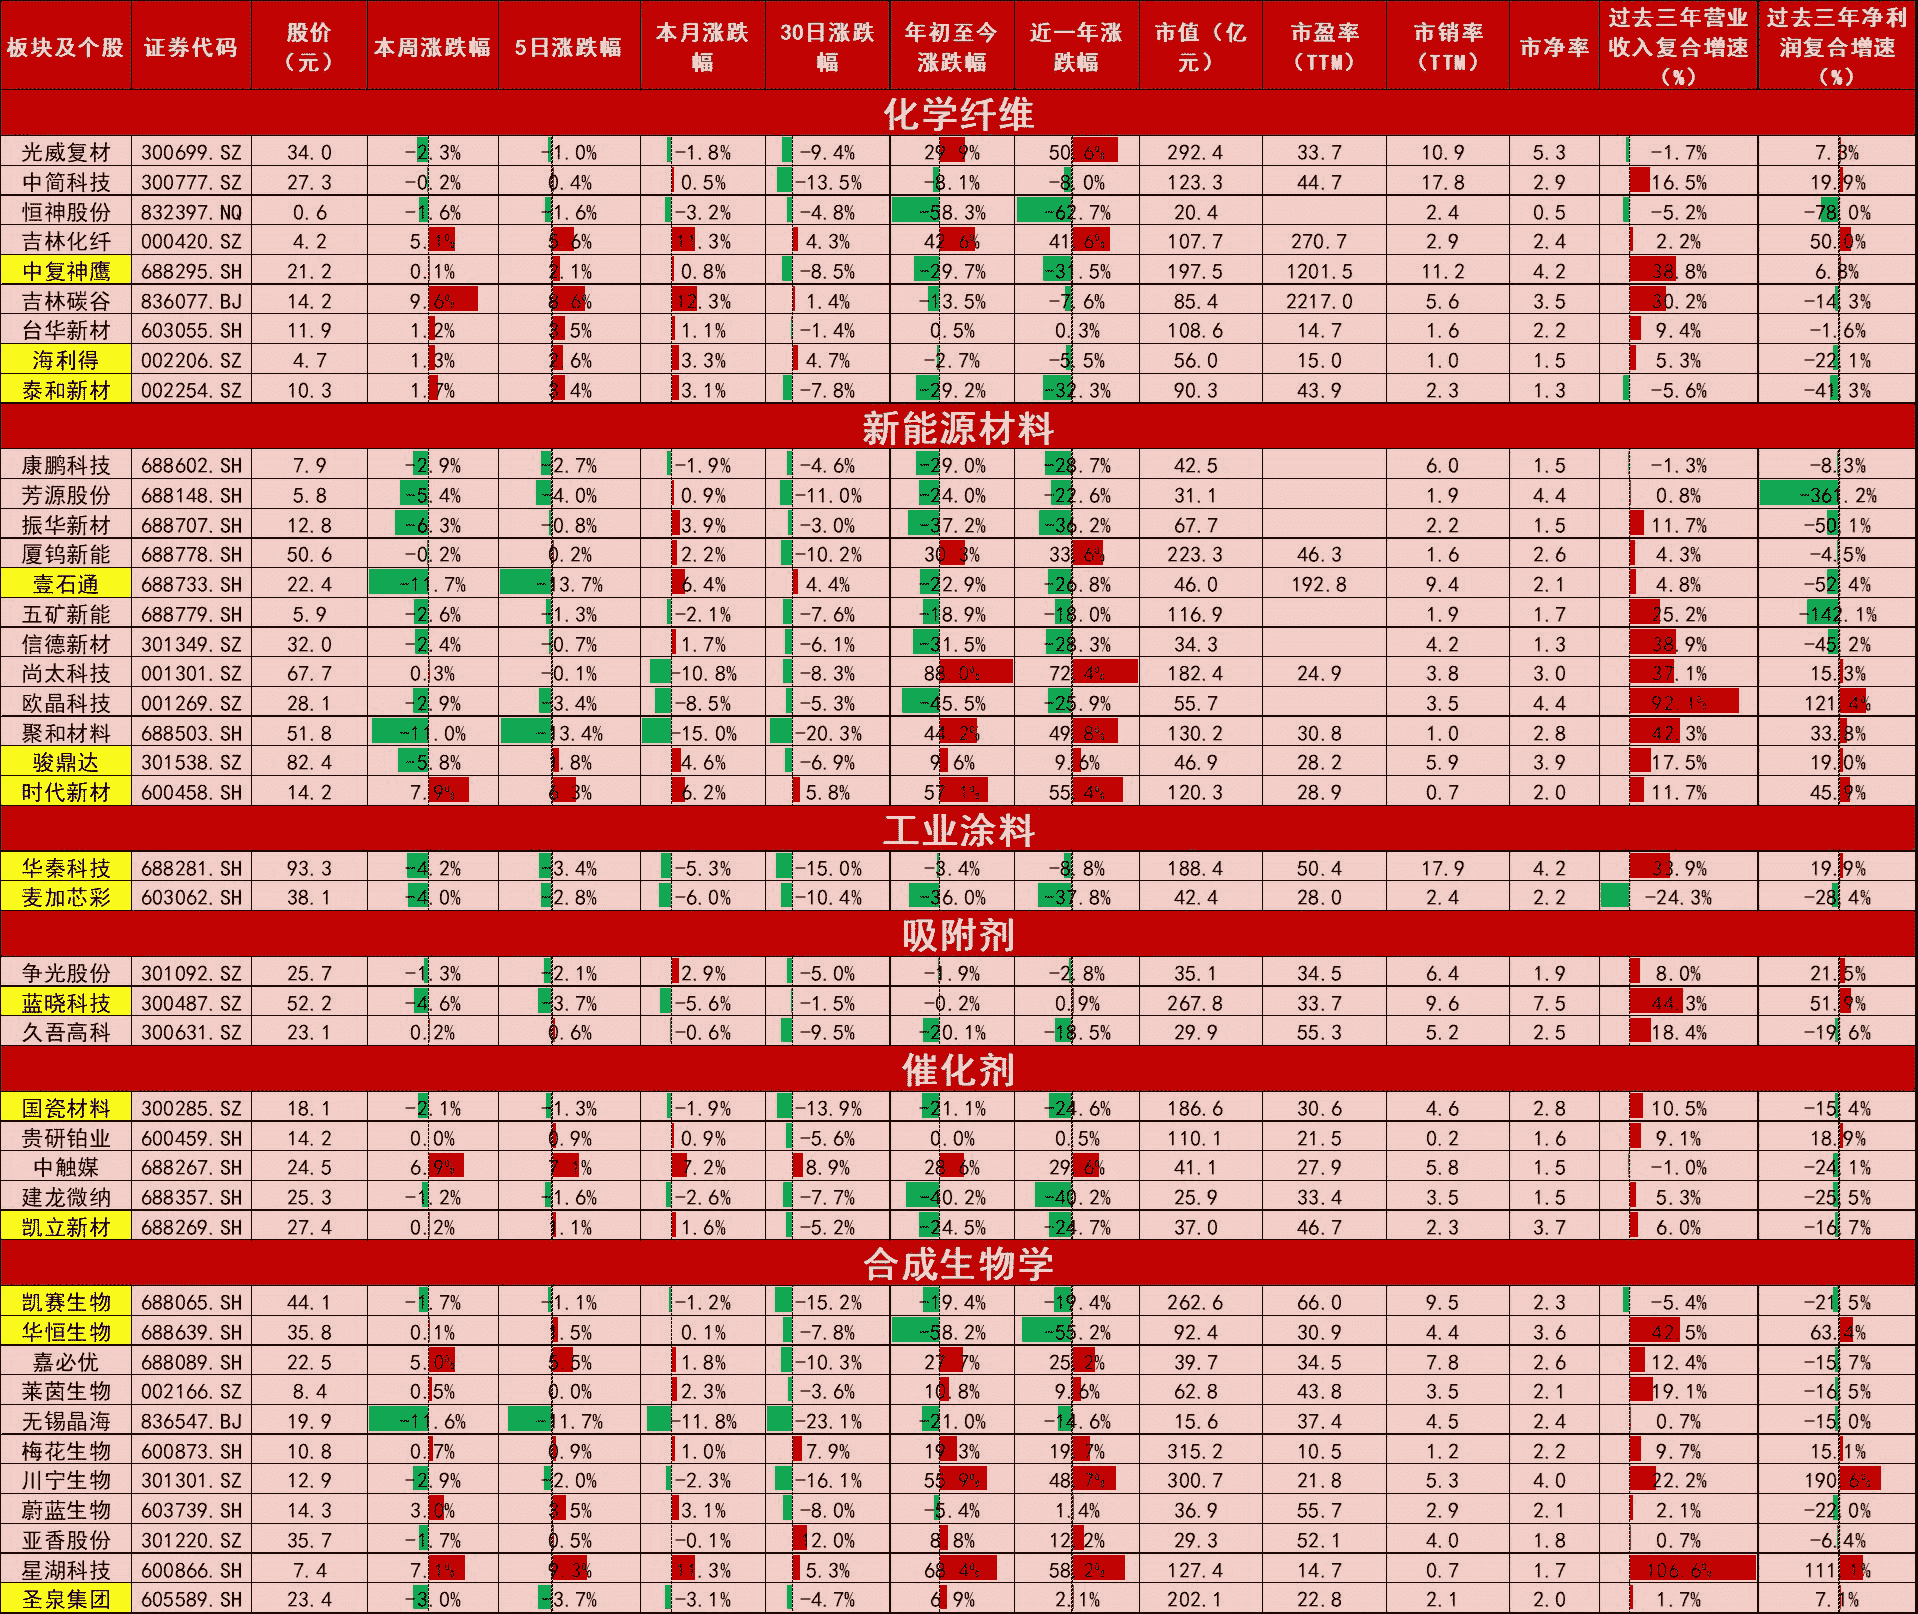 板块及个股 证券代码 股价（元） 本周涨跌幅 5日涨跌幅 本月涨跌幅 30日涨跌幅 年初至今涨跌幅 近一年涨跌幅 市值（亿元） 市盈率（TTM） 市销率（TTM） 市净率 过去三年营业收入复合增速（%） 过去三年净利润复合增速（%）
化学纤维
光威复材 300699.SZ 34.0 -2.3% -1.0% -1.8% -9.4% 29.9% 50.6% 292.4 33.7 10.9 5.3 -1.7% 7.8%
中简科技 300777.SZ 27.3 -0.2% 0.4% 0.5% -13.5% -8.1% -8.0% 123.3 44.7 17.8 2.9 16.5% 19.9%
恒神股份 832397.NQ 0.6 -1.6% -1.6% -3.2% -4.8% -58.3% -62.7% 20.4 2.4 0.5 -5.2% -78.0%
吉林化纤 000420.SZ 4.2 5.1% 5.6% 11.3% 4.3% 42.6% 41.6% 107.7 270.7 2.9 2.4 2.2% 50.0%
中复神鹰 688295.SH 21.2 0.1% 2.1% 0.8% -8.5% -29.7% -31.5% 197.5 1201.5 11.2 4.2 38.8% 6.8%
吉林碳谷 836077.BJ 14.2 9.6% 8.6% 12.3% 1.4% -13.5% -7.6% 85.4 2217.0 5.6 3.5 30.2% -14.3%
台华新材 603055.SH 11.9 1.2% 3.5% 1.1% -1.4% 0.5% 0.3% 108.6 14.7 1.6 2.2 9.4% -1.6%
海利得 002206.SZ 4.7 1.3% 2.6% 3.3% 4.7% -2.7% -5.5% 56.0 15.0 1.0 1.5 5.3% -22.1%
泰和新材 002254.SZ 10.3 1.7% 3.4% 3.1% -7.8% -29.2% -32.3% 90.3 43.9 2.3 1.3 -5.6% -41.3%
新能源材料
康鹏科技 688602.SH 7.9 -2.9% -2.7% -1.9% -4.6% -29.0% -28.7% 42.5 6.0 1.5 -1.3% -8.3%
芳源股份 688148.SH 5.8 -5.4% -4.0% 0.9% -11.0% -24.0% -22.6% 31.1 1.9 4.4 0.8% -361.2%
振华新材 688707.SH 12.8 -6.3% -0.8% 3.9% -3.0% -37.2% -36.2% 67.7 2.2 1.5 11.7% -50.1%
厦钨新能 688778.SH 50.6 -0.2% 0.2% 2.2% -10.2% 30.3% 33.6% 223.3 46.3 1.6 2.6 4.3% -4.5%
壹石通 688733.SH 22.4 -11.7% -13.7% 6.4% 4.4% -22.9% -26.8% 46.0 192.8 9.4 2.1 4.8% -52.4%
五矿新能 688779.SH 5.9 -2.6% -1.3% -2.1% -7.6% -18.9% -18.0% 116.9 1.9 1.7 25.2% -142.1%
信德新材 301349.SZ 32.0 -2.4% -0.7% 1.7% -6.1% -31.5% -28.3% 34.3 4.2 1.3 38.9% -45.2%
尚太科技 001301.SZ 67.7 0.3% -0.1% -10.8% -8.3% 88.0% 72.4% 182.4 24.9 3.8 3.0 37.1% 15.3%
欧晶科技 001269.SZ 28.1 -2.9% -3.4% -8.5% -5.3% -45.5% -25.9% 55.7 3.5 4.4 92.1% 121.4%
聚和材料 688503.SH 51.8 -11.0% -13.4% -15.0% -20.3% 44.2% 49.8% 130.2 30.8 1.0 2.8 42.3% 33.8%
骏鼎达 301538.SZ 82.4 -5.8% 1.8% 4.6% -6.9% 9.6% 9.6% 46.9 28.2 5.9 3.9 17.5% 19.0%
时代新材 600458.SH 14.2 7.9% 6.3% 6.2% 5.8% 57.1% 55.4% 120.3 28.9 0.7 2.0 11.7% 45.9%
工业涂料
华秦科技 688281.SH 93.3 -4.2% -3.4% -5.3% -15.0% -3.4% -8.8% 188.4 50.4 17.9 4.2 33.9% 19.9%
麦加芯彩 603062.SH 38.1 -4.0% -2.8% -6.0% -10.4% -36.0% -37.8% 42.4 28.0 2.4 2.2 -24.3% -28.4%
吸附剂
争光股份 301092.SZ 25.7 -1.3% -2.1% 2.9% -5.0% -1.9% -2.8% 35.1 34.5 6.4 1.9 8.0% 21.5%
蓝晓科技 300487.SZ 52.2 -4.6% -3.7% -5.6% -1.5% -0.2% 0.9% 267.8 33.7 9.6 7.5 44.3% 51.9%
久吾高科 300631.SZ 23.1 0.2% 0.6% -0.6% -9.5% -20.1% -18.5% 29.9 55.3 5.2 2.5 18.4% -19.6%
催化剂
国瓷材料 300285.SZ 18.1 -2.1% -1.3% -1.9% -13.9% -21.1% -24.6% 186.6 30.6 4.6 2.8 10.5% -15.4%
贵研铂业 600459.SH 14.2 0.0% 0.9% 0.9% -5.6% 0.0% 0.5% 110.1 21.5 0.2 1.6 9.1% 18.9%
中触媒 688267.SH 24.5 6.9% 7.1% 7.2% 8.9% 28.6% 29.6% 41.1 27.9 5.8 1.5 -1.0% -24.1%
建龙微纳 688357.SH 25.3 -1.2% -1.6% -2.6% -7.7% -40.2% -40.2% 25.9 33.4 3.5 1.5 5.3% -25.5%
凯立新材 688269.SH 27.4 0.2% 1.1% 1.6% -5.2% -24.5% -24.7% 37.0 46.7 2.3 3.7 6.0% -16.7%
合成生物学
凯赛生物 688065.SH 44.1 -1.7% -1.1% -1.2% -15.2% -19.4% -19.4% 262.6 66.0 9.5 2.3 -5.4% -21.5%
华恒生物 688639.SH 35.8 0.1% 1.5% 0.1% -7.8% -58.2% -55.2% 92.4 30.9 4.4 3.6 42.5% 63.4%
嘉必优 688089.SH 22.5 5.0% 5.5% 1.8% -10.3% 27.7% 25.2% 39.7 34.5 7.8 2.6 12.4% -15.7%
莱茵生物 002166.SZ 8.4 0.5% 0.0% 2.3% -3.6% 10.8% 9.6% 62.8 43.8 3.5 2.1 19.1% -16.5%
无锡晶海 836547.BJ 19.9 -11.6% -11.7% -11.8% -23.1% -21.0% -14.6% 15.6 37.4 4.5 2.4 0.7% -15.0%
梅花生物 600873.SH 10.8 0.7% 0.9% 1.0% 7.9% 19.3% 19.7% 315.2 10.5 1.2 2.2 9.7% 15.1%
川宁生物 301301.SZ 12.9 -2.9% -2.0% -2.3% -16.1% 55.9% 48.7% 300.7 21.8 5.3 4.0 22.2% 190.6%
蔚蓝生物 603739.SH 14.3 3.0% 3.5% 3.1% -8.0% -5.4% 1.4% 36.9 55.7 2.9 2.1 2.1% -22.0%
亚香股份 301220.SZ 35.7 -1.7% 0.5% -0.1% 12.0% 8.8% 12.2% 29.3 52.1 4.0 1.8 0.7% -6.4%
星湖科技 600866.SH 7.4 7.1% 9.3% 11.3% 5.3% 68.4% 58.2% 127.4 14.7 0.7 1.7 106.6% 111.1%
圣泉集团 605589.SH 23.4 -3.0% -3.7% -3.1% -4.7% 6.9% 2.1% 202.1 22.8 2.1 2.0 1.7% 7.1%